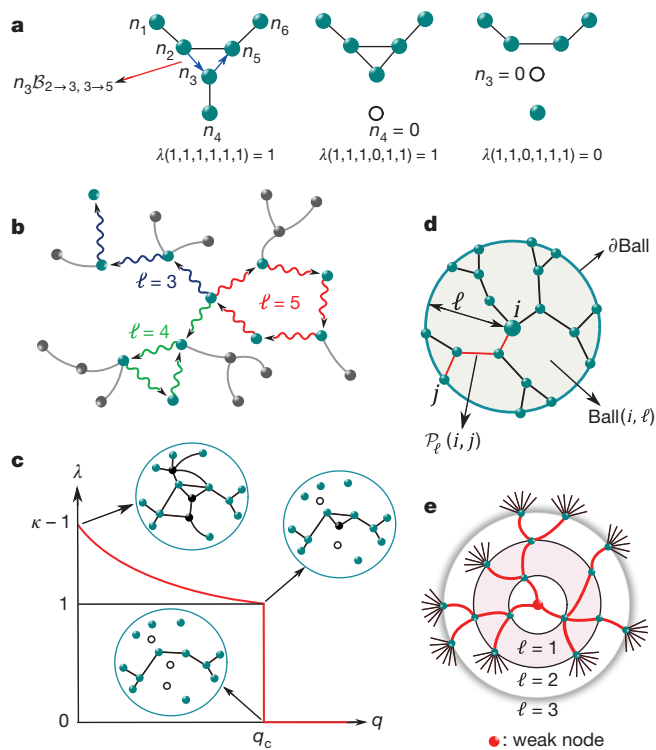 a
n₁
n₆
n₂
n₅
n₃
n₃ℬ₂→₃, ₃→₅
n₄
λ(1,1,1,1,1,1) = 1
n₄ = 0
λ(1,1,1,0,1,1) = 1
n₃ = 0
λ(1,1,0,1,1,1) = 0
b
ℓ = 3
ℓ = 5
ℓ = 4
d
∂Ball
ℓ
i
j
𝒫ℓ (i, j)
Ball(i, ℓ)
c
λ
κ – 1
1
0
q_c
q
e
ℓ = 1
ℓ = 2
ℓ = 3
: weak node